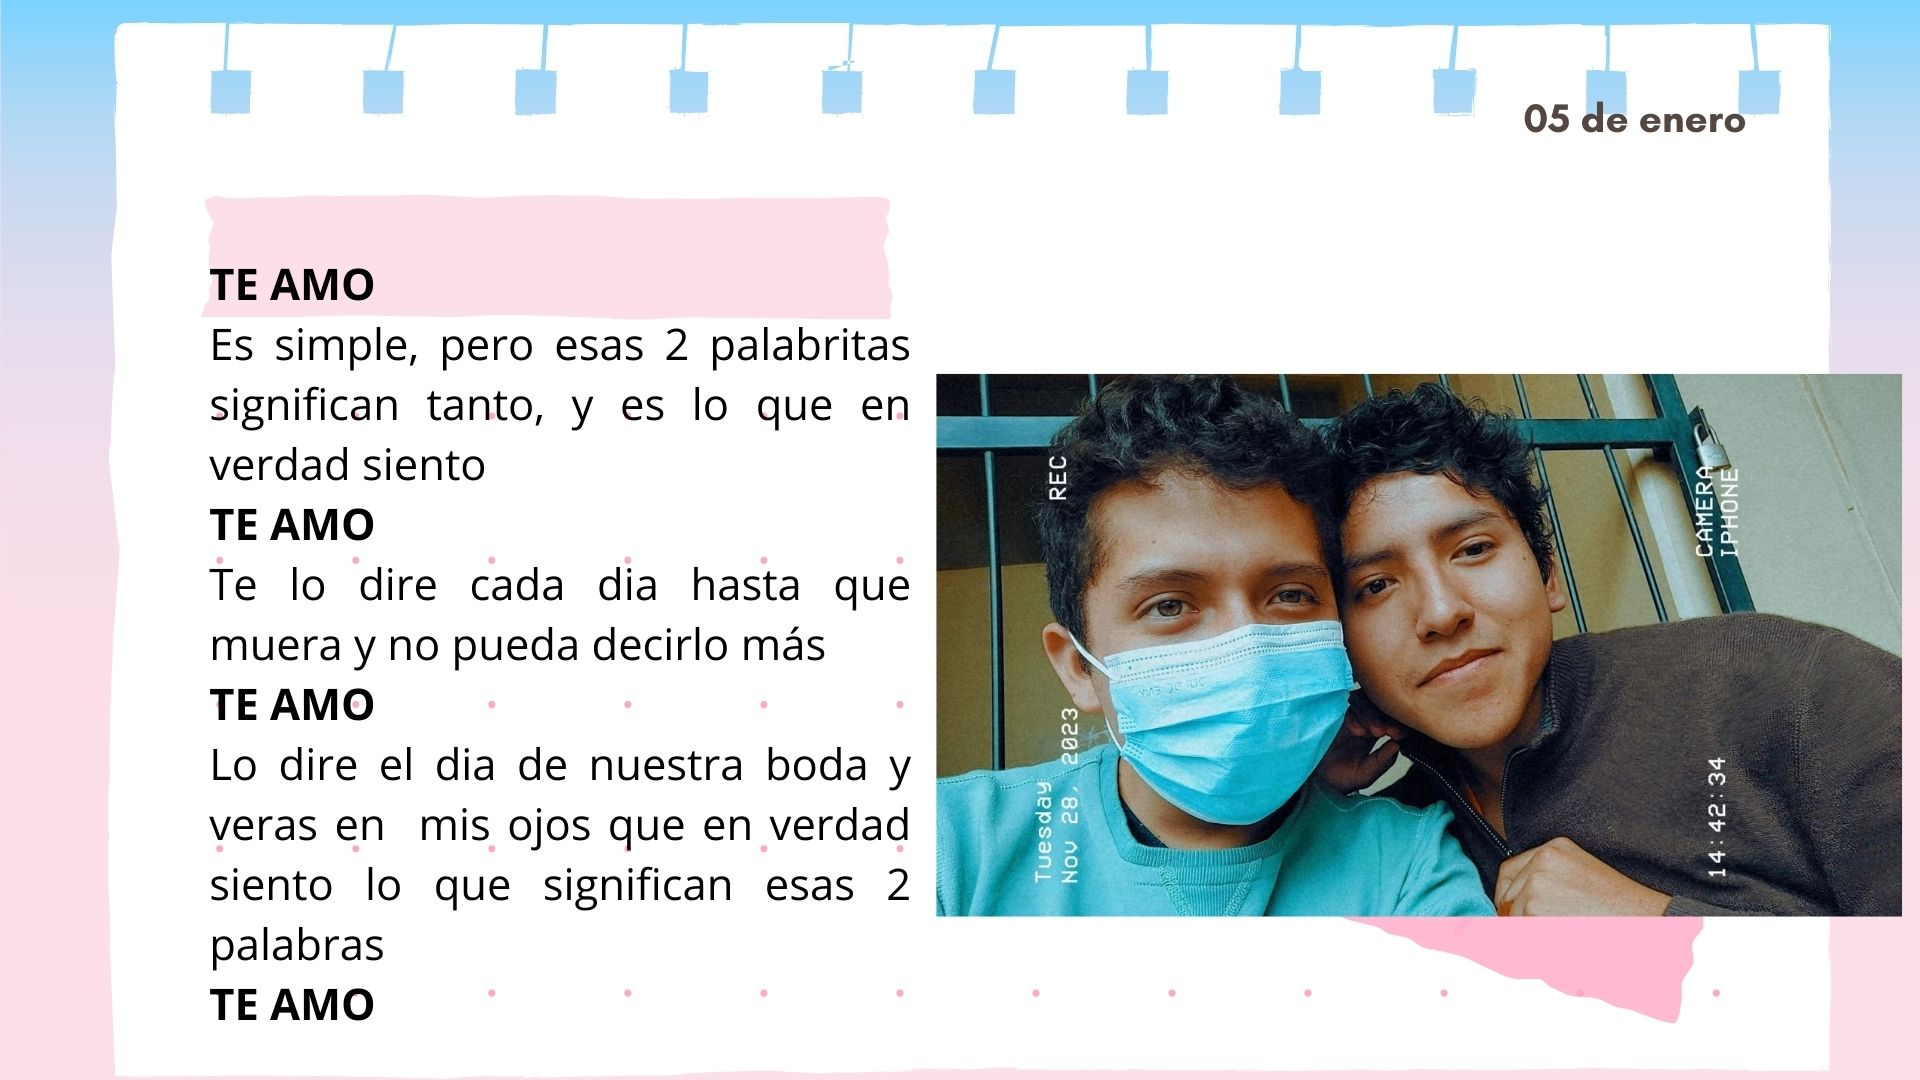 05 de enero
TE AMO
Es simple, pero esas 2 palabritas
significan tanto, y es lo que en
verdad siento
TE AMO
Te lo dire cada dia hasta que
muera y no pueda decirlo más
TE AMO
Lo dire el dia de nuestra boda y
veras en mis ojos que en verdad
siento lo que significan esas 2
palabras
TE AMO
REC
CAMERA
IPHONE
Tuesday
Nov 28, 2023
14:42:34